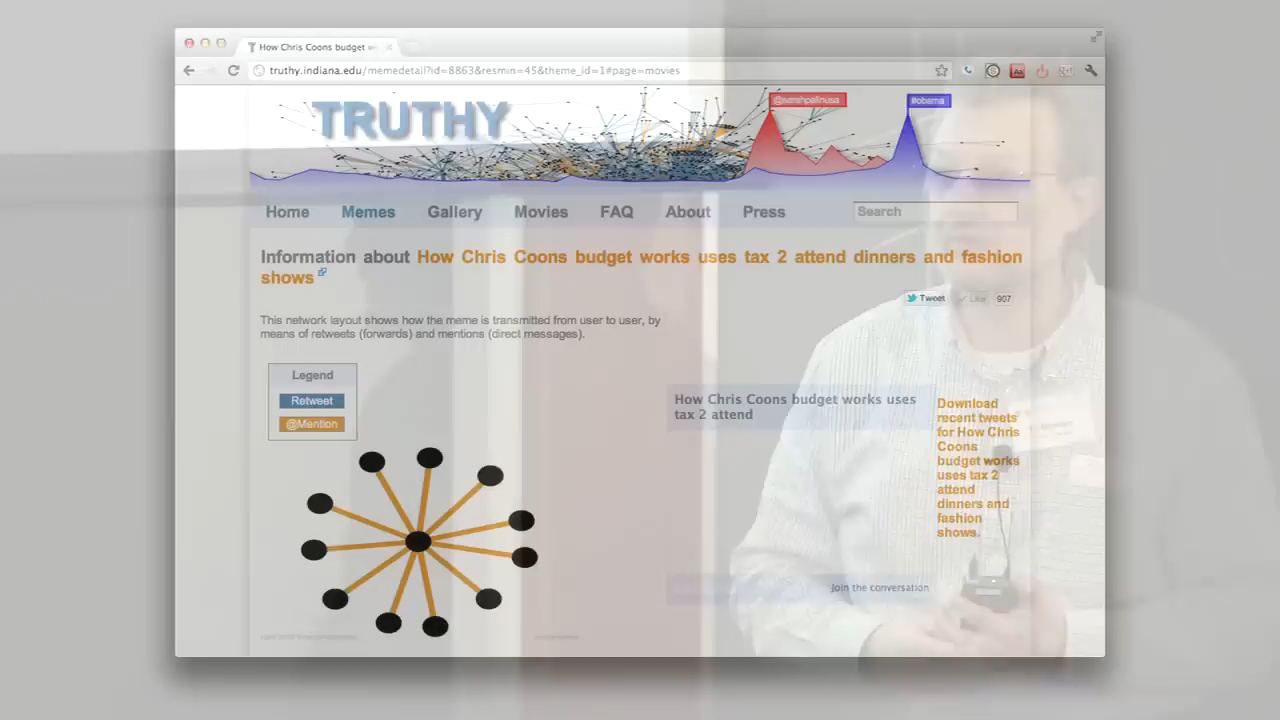 How Chris Coons budget w
truthy.indiana.edu/memedetail?id=8863&resmin=45&theme_id=1#page=movies
@sarahpalinusa
#obama
TRUTHY
Home Memes Gallery Movies FAQ About Press Search
Information about How Chris Coons budget works uses tax 2 attend dinners and fashion
shows
Tweet Like 907
This network layout shows how the meme is transmitted from user to user, by
means of retweets (forwards) and mentions (direct messages).
Legend
Retweet
@Mention
How Chris Coons budget works uses
tax 2 attend
Download
recent tweets
for How Chris
Coons
budget works
uses tax 2
attend
dinners and
fashion
shows.
Join the conversation